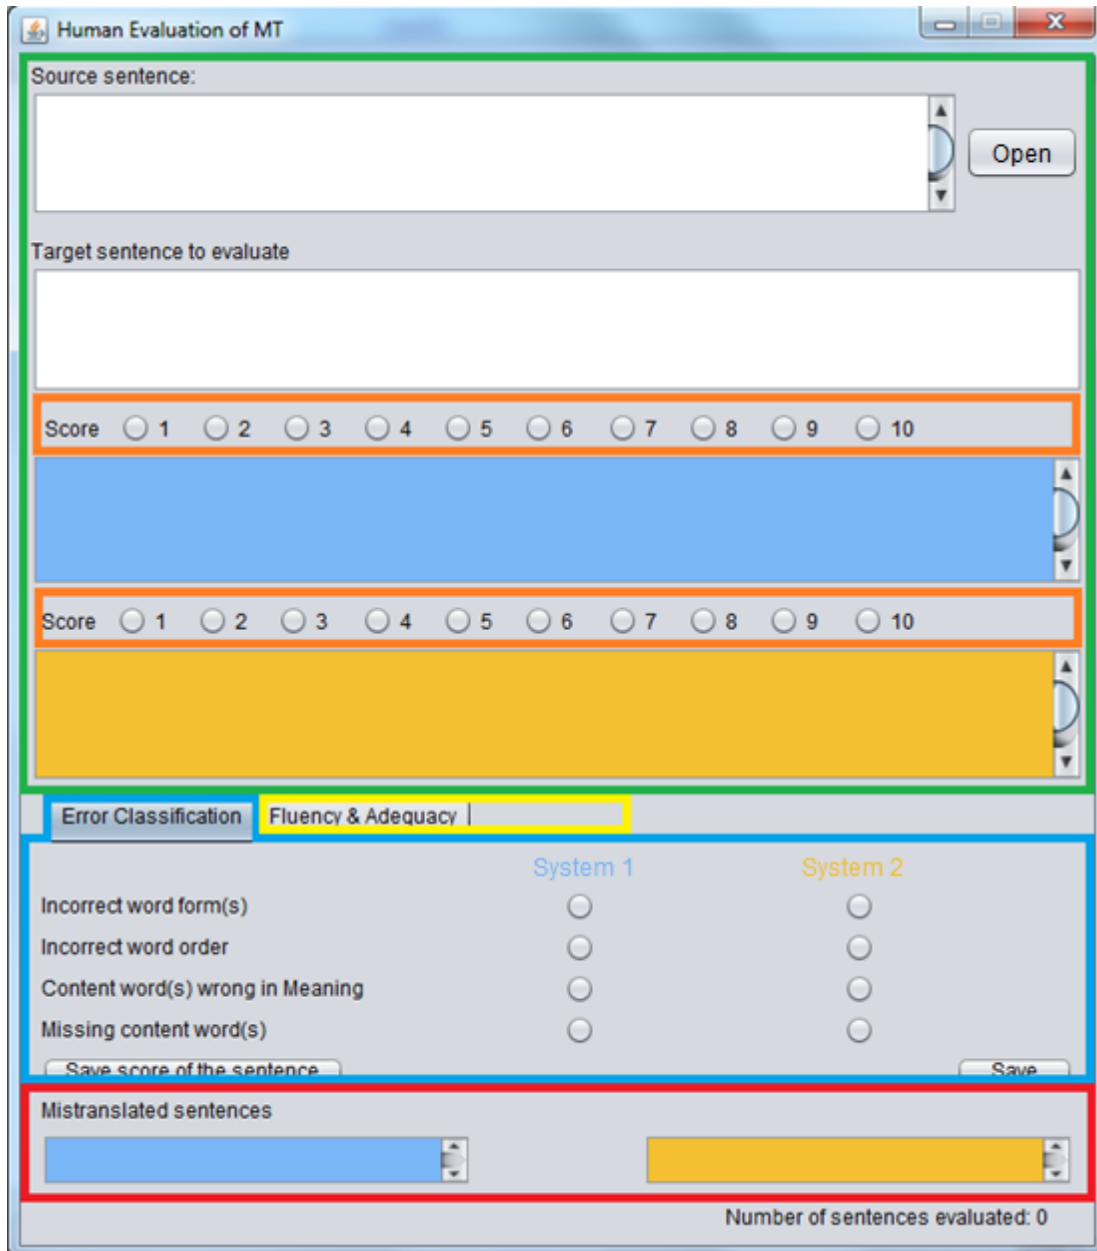 Human Evaluation of MT
Source sentence:
Open
Target sentence to evaluate
Score 1 2 3 4 5 6 7 8 9 10
Score 1 2 3 4 5 6 7 8 9 10
Error Classification Fluency & Adequacy
System 1 System 2
Incorrect word form(s)
Incorrect word order
Content word(s) wrong in Meaning
Missing content word(s)
Save score of the sentence Save
Mistranslated sentences
Number of sentences evaluated: 0